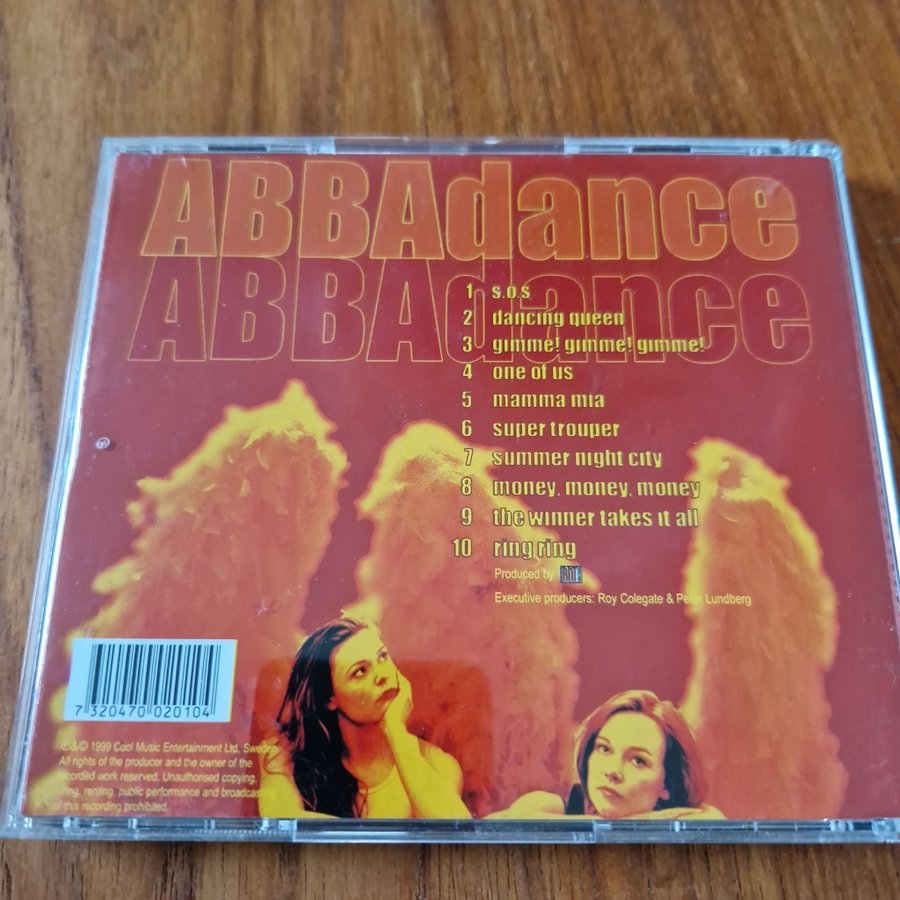 ABBAdance
ABBAdance
1 s.o.s
2 dancing queen
3 gimme! gimme! gimme!
4 one of us
5 mamma mia
6 super trouper
7 summer night city
8 money, money, money
9 the winner takes it all
10 ring ring
Produced by
Executive producers: Roy Colegate & Peter Lundberg
7 320470 020104
℗&© 1999 Cool Music Entertainment Ltd, Sweden
All rights of the producer and the owner of the
recorded work reserved. Unauthorised copying,
hiring, renting, public performance and broadcasting
of this recording prohibited.